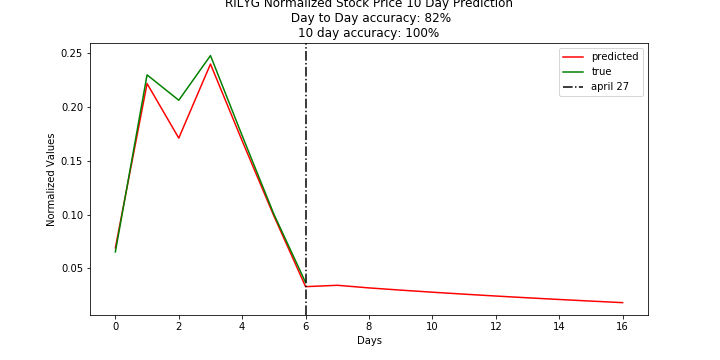 RILYG Normalized Stock Price 10 Day Prediction
Day to Day accuracy: 82%
10 day accuracy: 100%
predicted
true
april 27
Normalized Values
0.25
0.20
0.15
0.10
0.05
0 2 4 6 8 10 12 14 16
Days